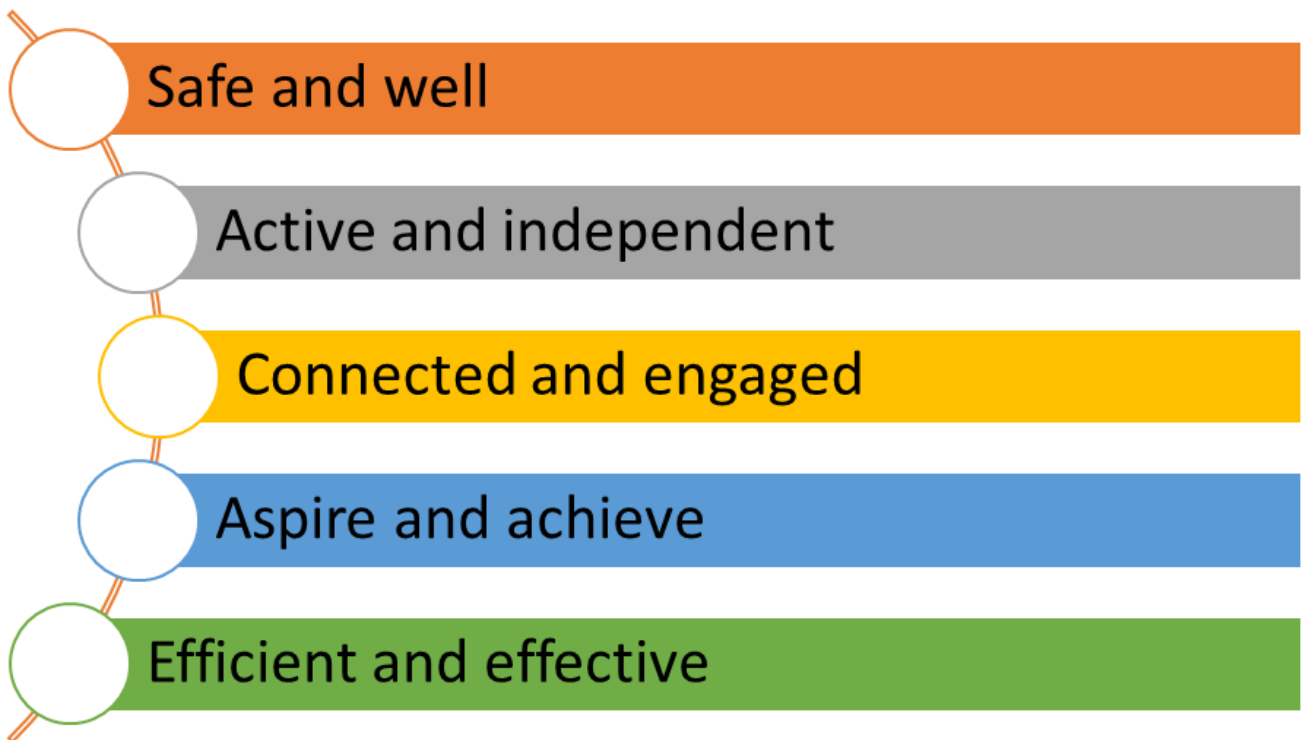 Safe and well
Active and independent
Connected and engaged
Aspire and achieve
Efficient and effective